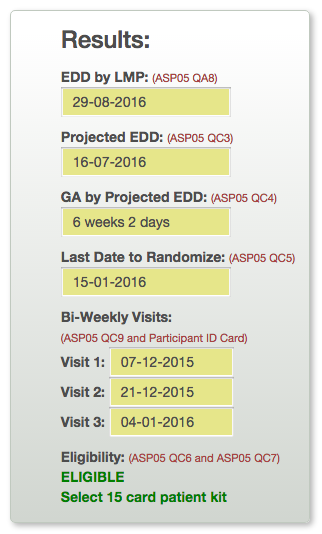 Results:
EDD by LMP: (ASP05 QA8)
29-08-2016
Projected EDD: (ASP05 QC3)
16-07-2016
GA by Projected EDD: (ASP05 QC4)
6 weeks 2 days
Last Date to Randomize: (ASP05 QC5)
15-01-2016
Bi-Weekly Visits:
(ASP05 QC9 and Participant ID Card)
Visit 1: 07-12-2015
Visit 2: 21-12-2015
Visit 3: 04-01-2016
Eligibility: (ASP05 QC6 and ASP05 QC7)
ELIGIBLE
Select 15 card patient kit